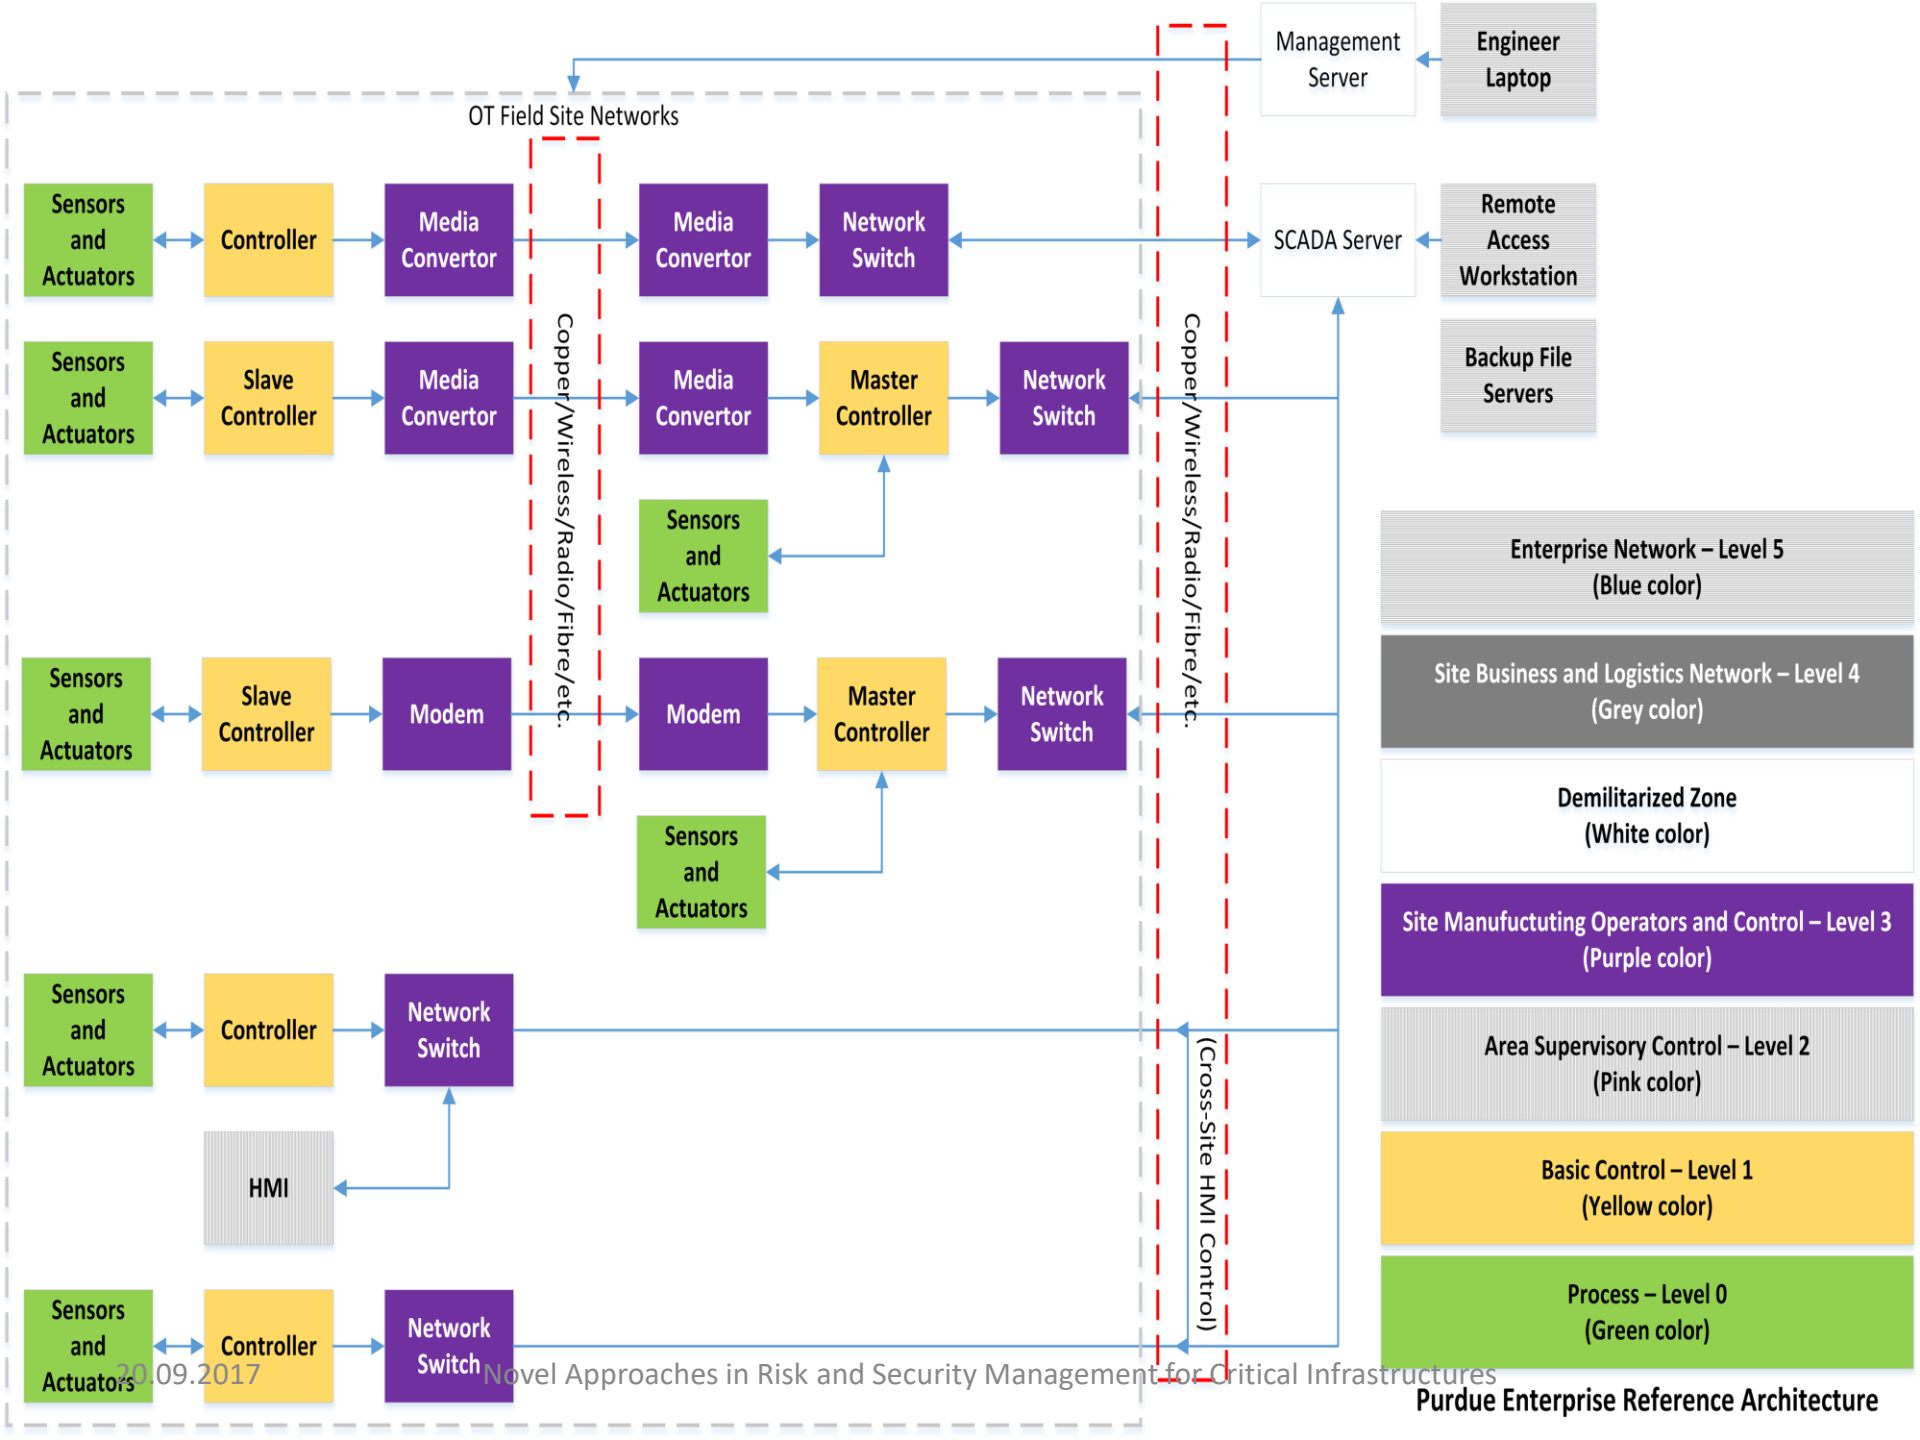 Management
Server
Engineer
Laptop
OT Field Site Networks
Sensors
and
Actuators
Controller
Media
Convertor
Media
Convertor
Network
Switch
SCADA Server
Remote
Access
Workstation
Sensors
and
Actuators
Slave
Controller
Media
Convertor
Copper/Wireless/Radio/Fibre/etc.
Media
Convertor
Master
Controller
Network
Switch
Copper/Wireless/Radio/Fibre/etc.
Backup File
Servers
Sensors
and
Actuators
Sensors
and
Actuators
Slave
Controller
Modem
Modem
Master
Controller
Network
Switch
Sensors
and
Actuators
Sensors
and
Actuators
Controller
Network
Switch
(Cross-Site HMI Control)
HMI
Sensors
and
Actuators
Controller
Network
Switch
Enterprise Network – Level 5
(Blue color)
Site Business and Logistics Network – Level 4
(Grey color)
Demilitarized Zone
(White color)
Site Manufuctuting Operators and Control – Level 3
(Purple color)
Area Supervisory Control – Level 2
(Pink color)
Basic Control – Level 1
(Yellow color)
Process – Level 0
(Green color)
Purdue Enterprise Reference Architecture
20.09.2017
Novel Approaches in Risk and Security Management for Critical Infrastructures